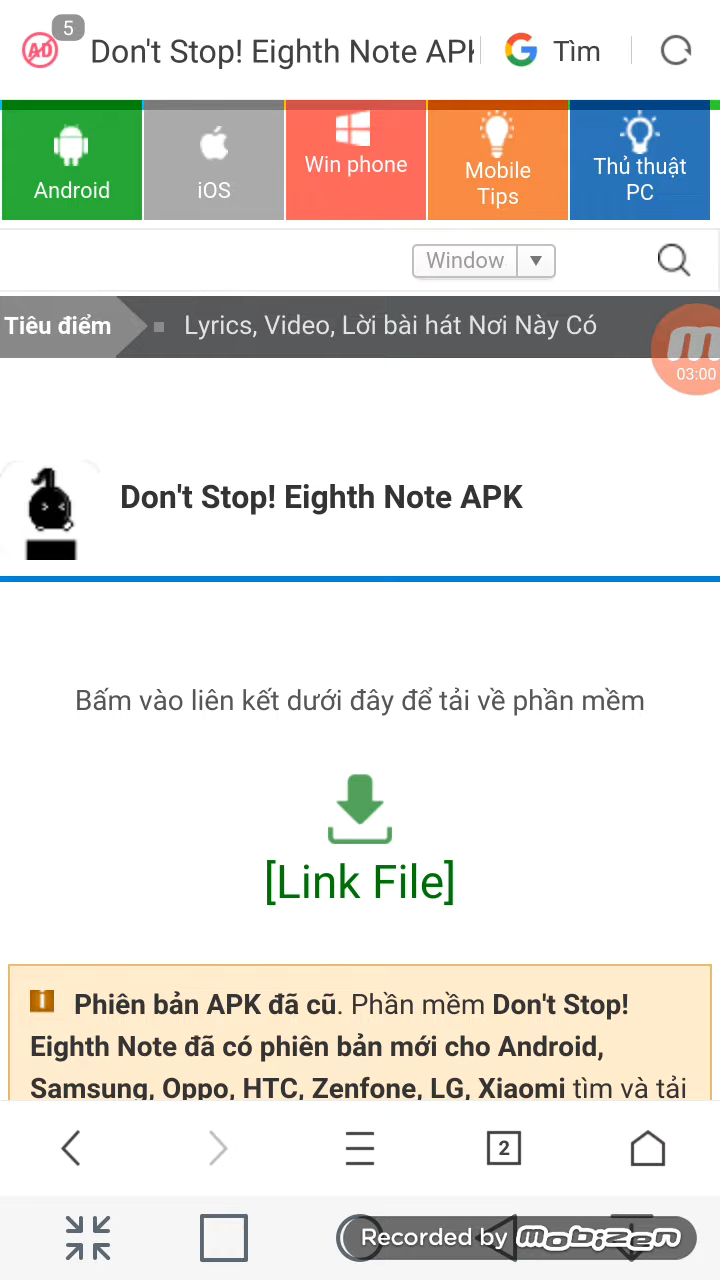 AD 5 Don't Stop! Eighth Note AP Tìm
Android iOS Win phone Mobile Tips Thủ thuật PC
Window
Tiêu điểm Lyrics, Video, Lời bài hát Nơi Này Có
03:00
Don't Stop! Eighth Note APK
Bấm vào liên kết dưới đây để tải về phần mềm
[Link File]
Phiên bản APK đã cũ. Phần mềm Don't Stop!
Eighth Note đã có phiên bản mới cho Android,
Samsung, Oppo, HTC, Zenfone, LG, Xiaomi tìm và tải
2
Recorded by mobizen